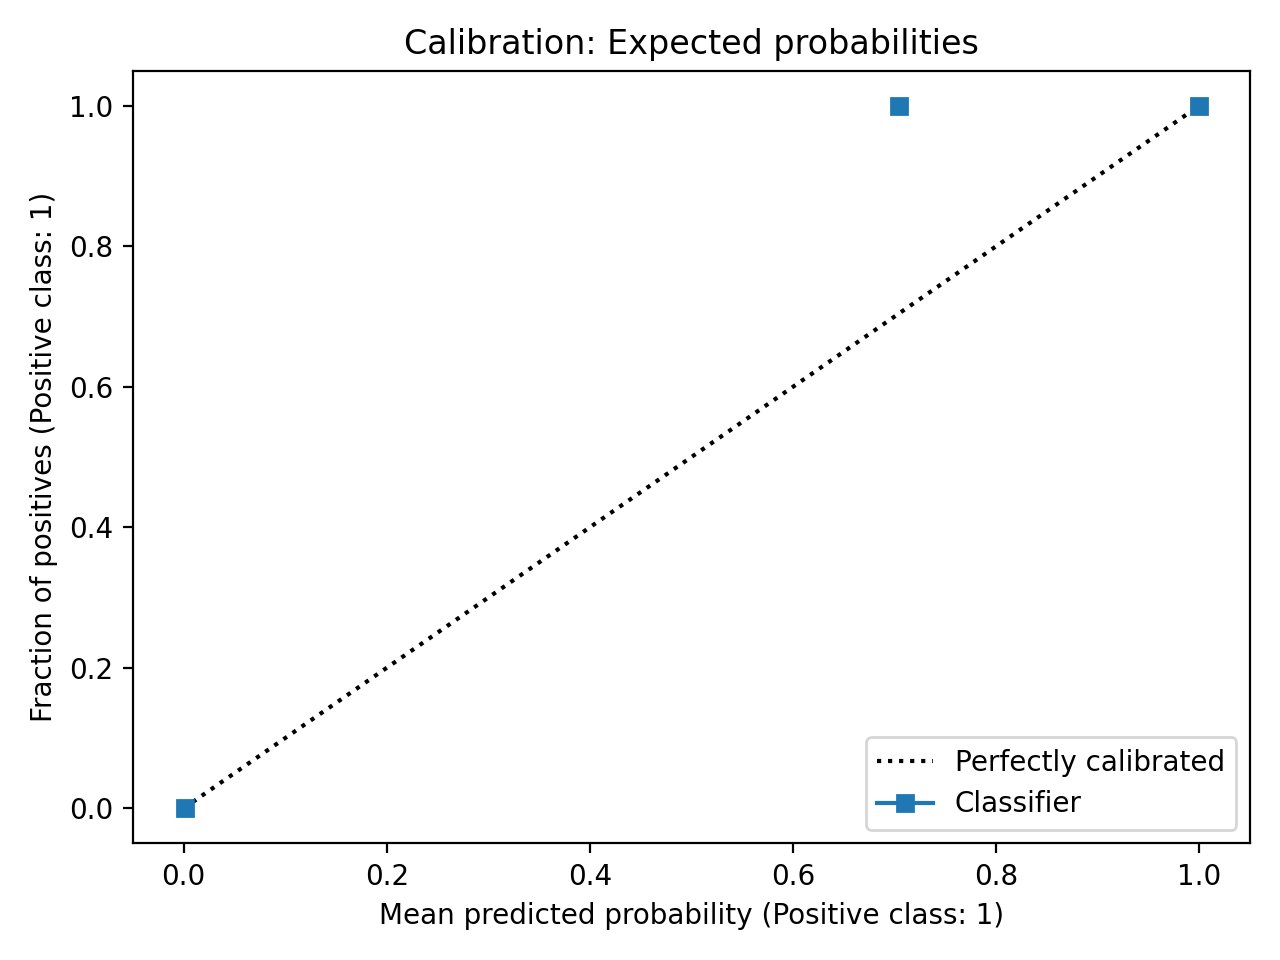 Calibration: Expected probabilities
Fraction of positives (Positive class: 1)
1.0
0.8
0.6
0.4
0.2
0.0
Perfectly calibrated
Classifier
0.0 0.2 0.4 0.6 0.8 1.0
Mean predicted probability (Positive class: 1)